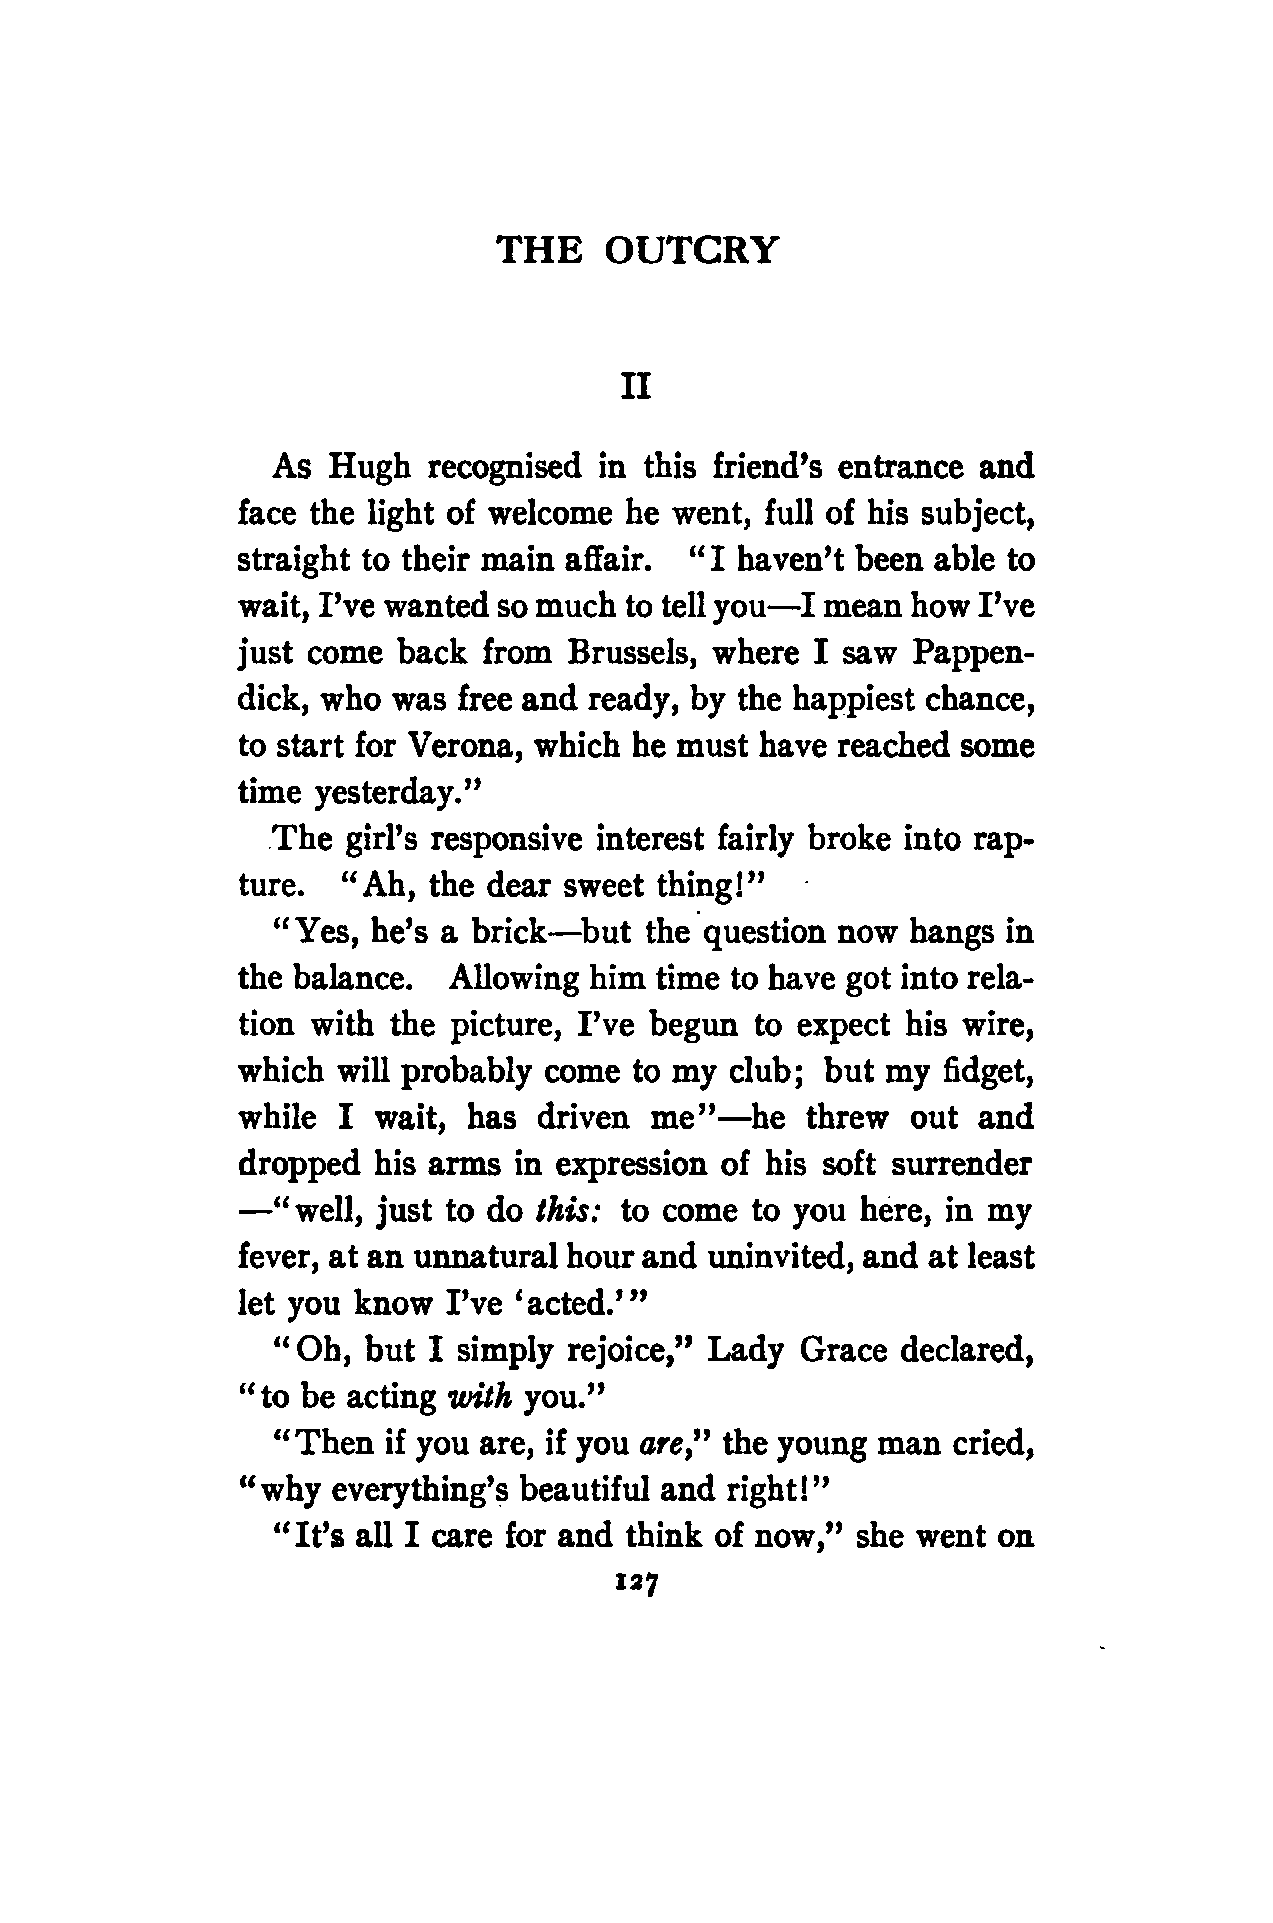 THE OUTCRY
II
As Hugh recognised in this friend's entrance and
face the light of welcome he went, full of his subject,
straight to their main affair. "I haven't been able to
wait, I've wanted so much to tell you—I mean how I've
just come back from Brussels, where I saw Pappen-
dick, who was free and ready, by the happiest chance,
to start for Verona, which he must have reached some
time yesterday."
The girl's responsive interest fairly broke into rap-
ture. "Ah, the dear sweet thing!"
"Yes, he's a brick—but the question now hangs in
the balance. Allowing him time to have got into rela-
tion with the picture, I've begun to expect his wire,
which will probably come to my club; but my fidget,
while I wait, has driven me"—he threw out and
dropped his arms in expression of his soft surrender
—"well, just to do this: to come to you here, in my
fever, at an unnatural hour and uninvited, and at least
let you know I've 'acted.'"
"Oh, but I simply rejoice," Lady Grace declared,
"to be acting with you."
"Then if you are, if you are," the young man cried,
"why everything's beautiful and right!"
"It's all I care for and think of now," she went on
127